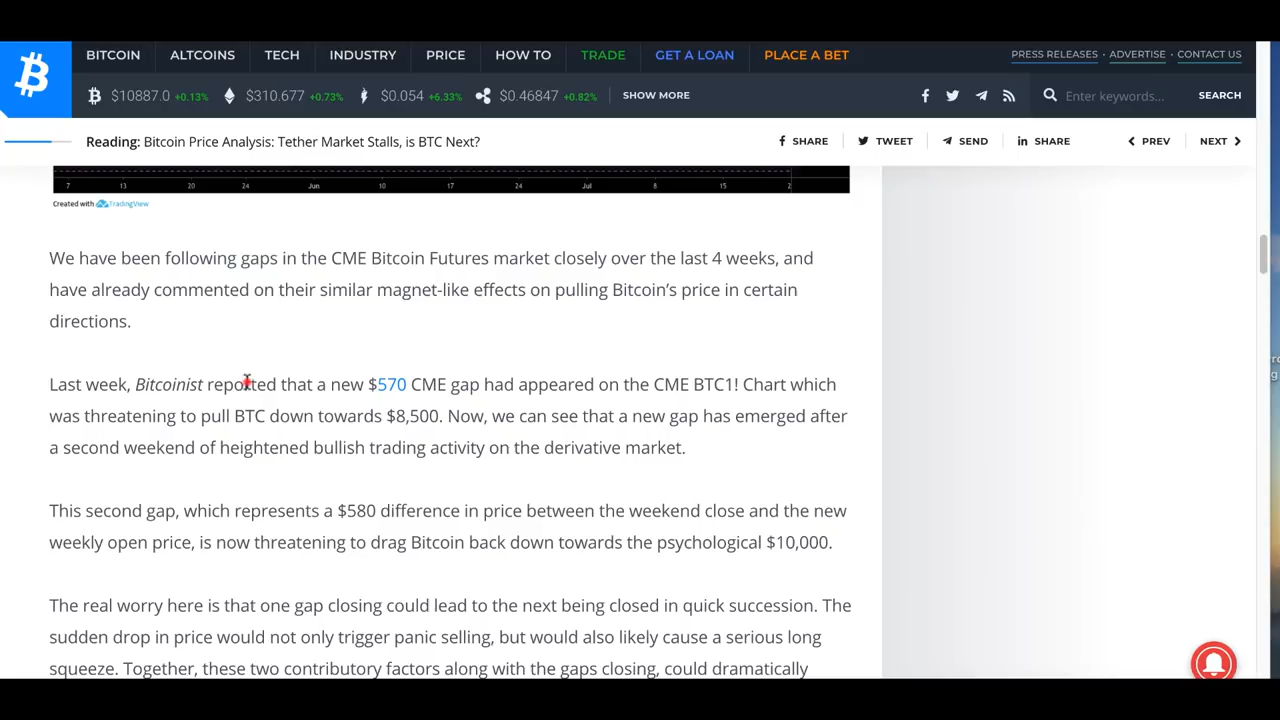 BITCOIN ALTCOINS TECH INDUSTRY PRICE HOW TO TRADE GET A LOAN PLACE A BET PRESS RELEASES · ADVERTISE · CONTACT US
$10887.0 +0.13% $310.677 +0.73% $0.054 +6.33% $0.46847 +0.82% SHOW MORE Enter keywords... SEARCH
Reading: Bitcoin Price Analysis: Tether Market Stalls, is BTC Next? SHARE TWEET SEND SHARE PREV NEXT
7 13 20 24 Jun 10 17 24 Jul 8 15 2
Created with TradingView
We have been following gaps in the CME Bitcoin Futures market closely over the last 4 weeks, and
have already commented on their similar magnet-like effects on pulling Bitcoin’s price in certain
directions.
Last week, Bitcoinist reported that a new $570 CME gap had appeared on the CME BTC1! Chart which
was threatening to pull BTC down towards $8,500. Now, we can see that a new gap has emerged after
a second weekend of heightened bullish trading activity on the derivative market.
This second gap, which represents a $580 difference in price between the weekend close and the new
weekly open price, is now threatening to drag Bitcoin back down towards the psychological $10,000.
The real worry here is that one gap closing could lead to the next being closed in quick succession. The
sudden drop in price would not only trigger panic selling, but would also likely cause a serious long
squeeze. Together, these two contributory factors along with the gaps closing, could dramatically